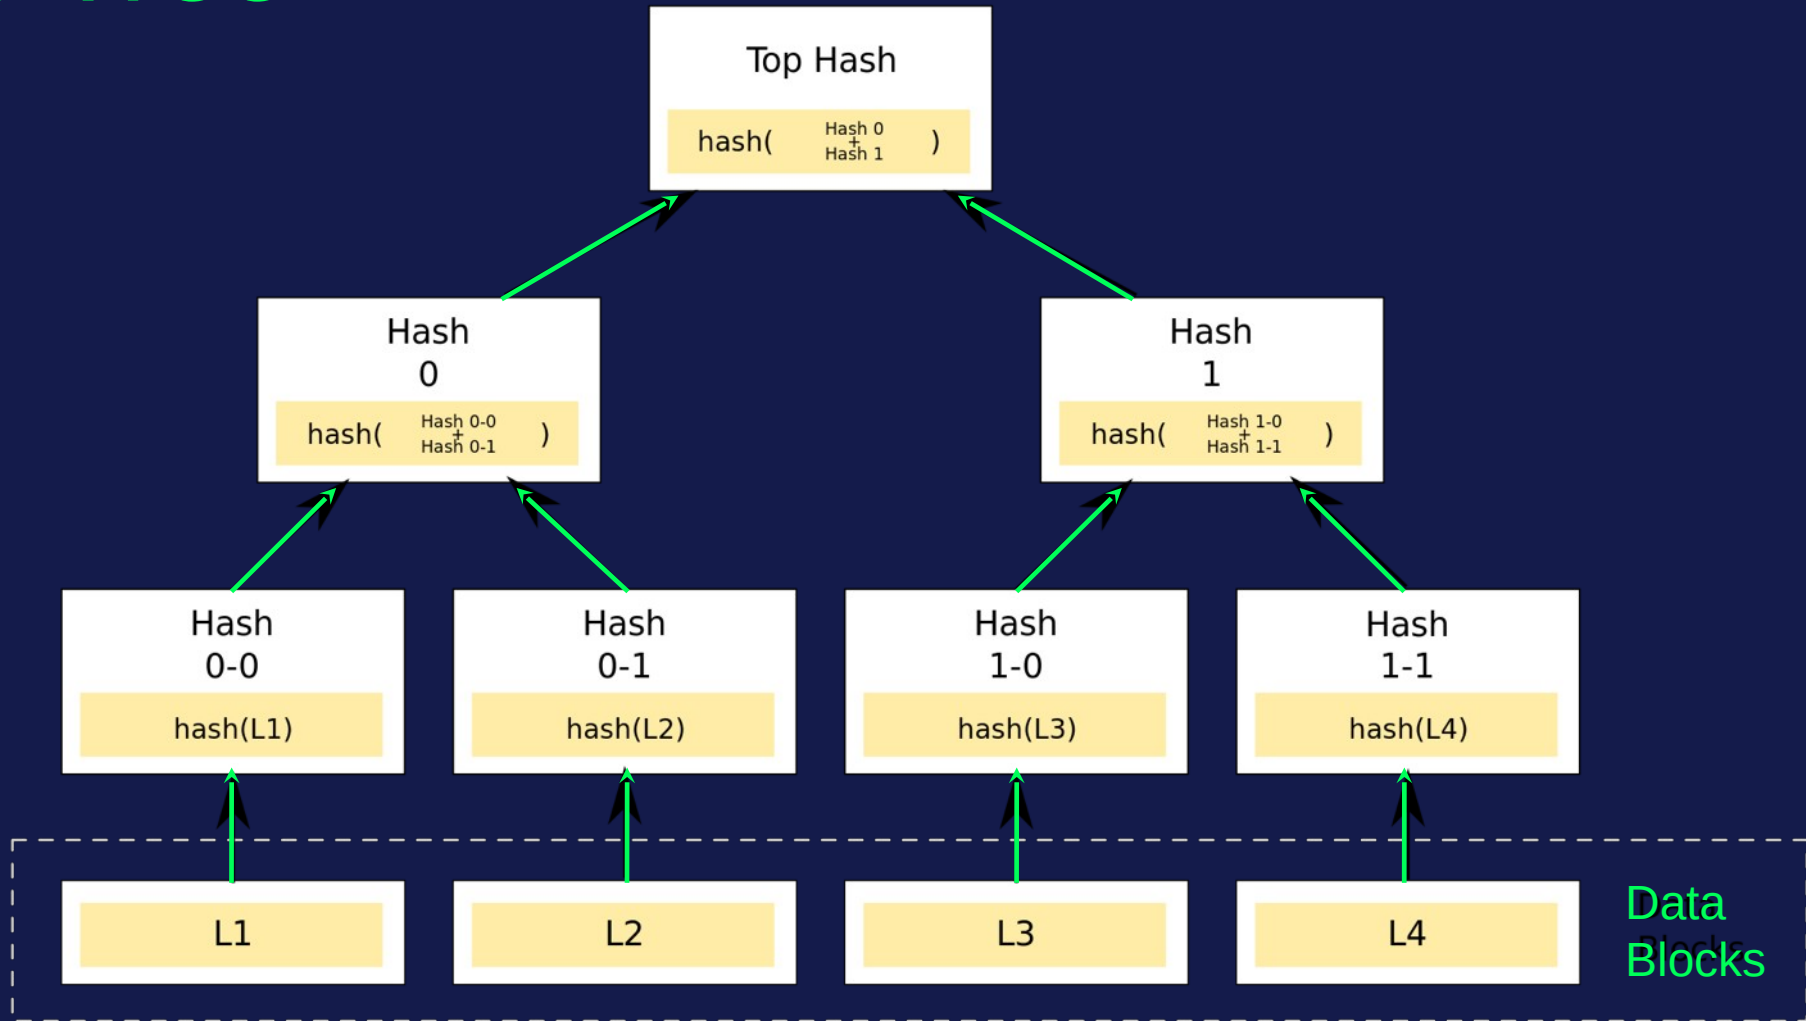 Top Hash
hash( Hash 0 + Hash 1 )
Hash
0
hash( Hash 0-0 + Hash 0-1 )
Hash
1
hash( Hash 1-0 + Hash 1-1 )
Hash
0-0
hash(L1)
Hash
0-1
hash(L2)
Hash
1-0
hash(L3)
Hash
1-1
hash(L4)
L1
L2
L3
L4
Data
Blocks